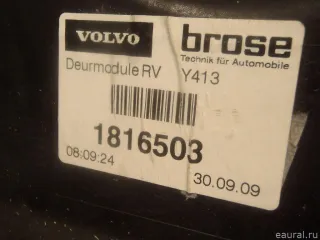 VOLVO
brose
Technik für Automobile
Deurmodule RV Y413
1816503
08:09:24
30.09.09
eaural.ru